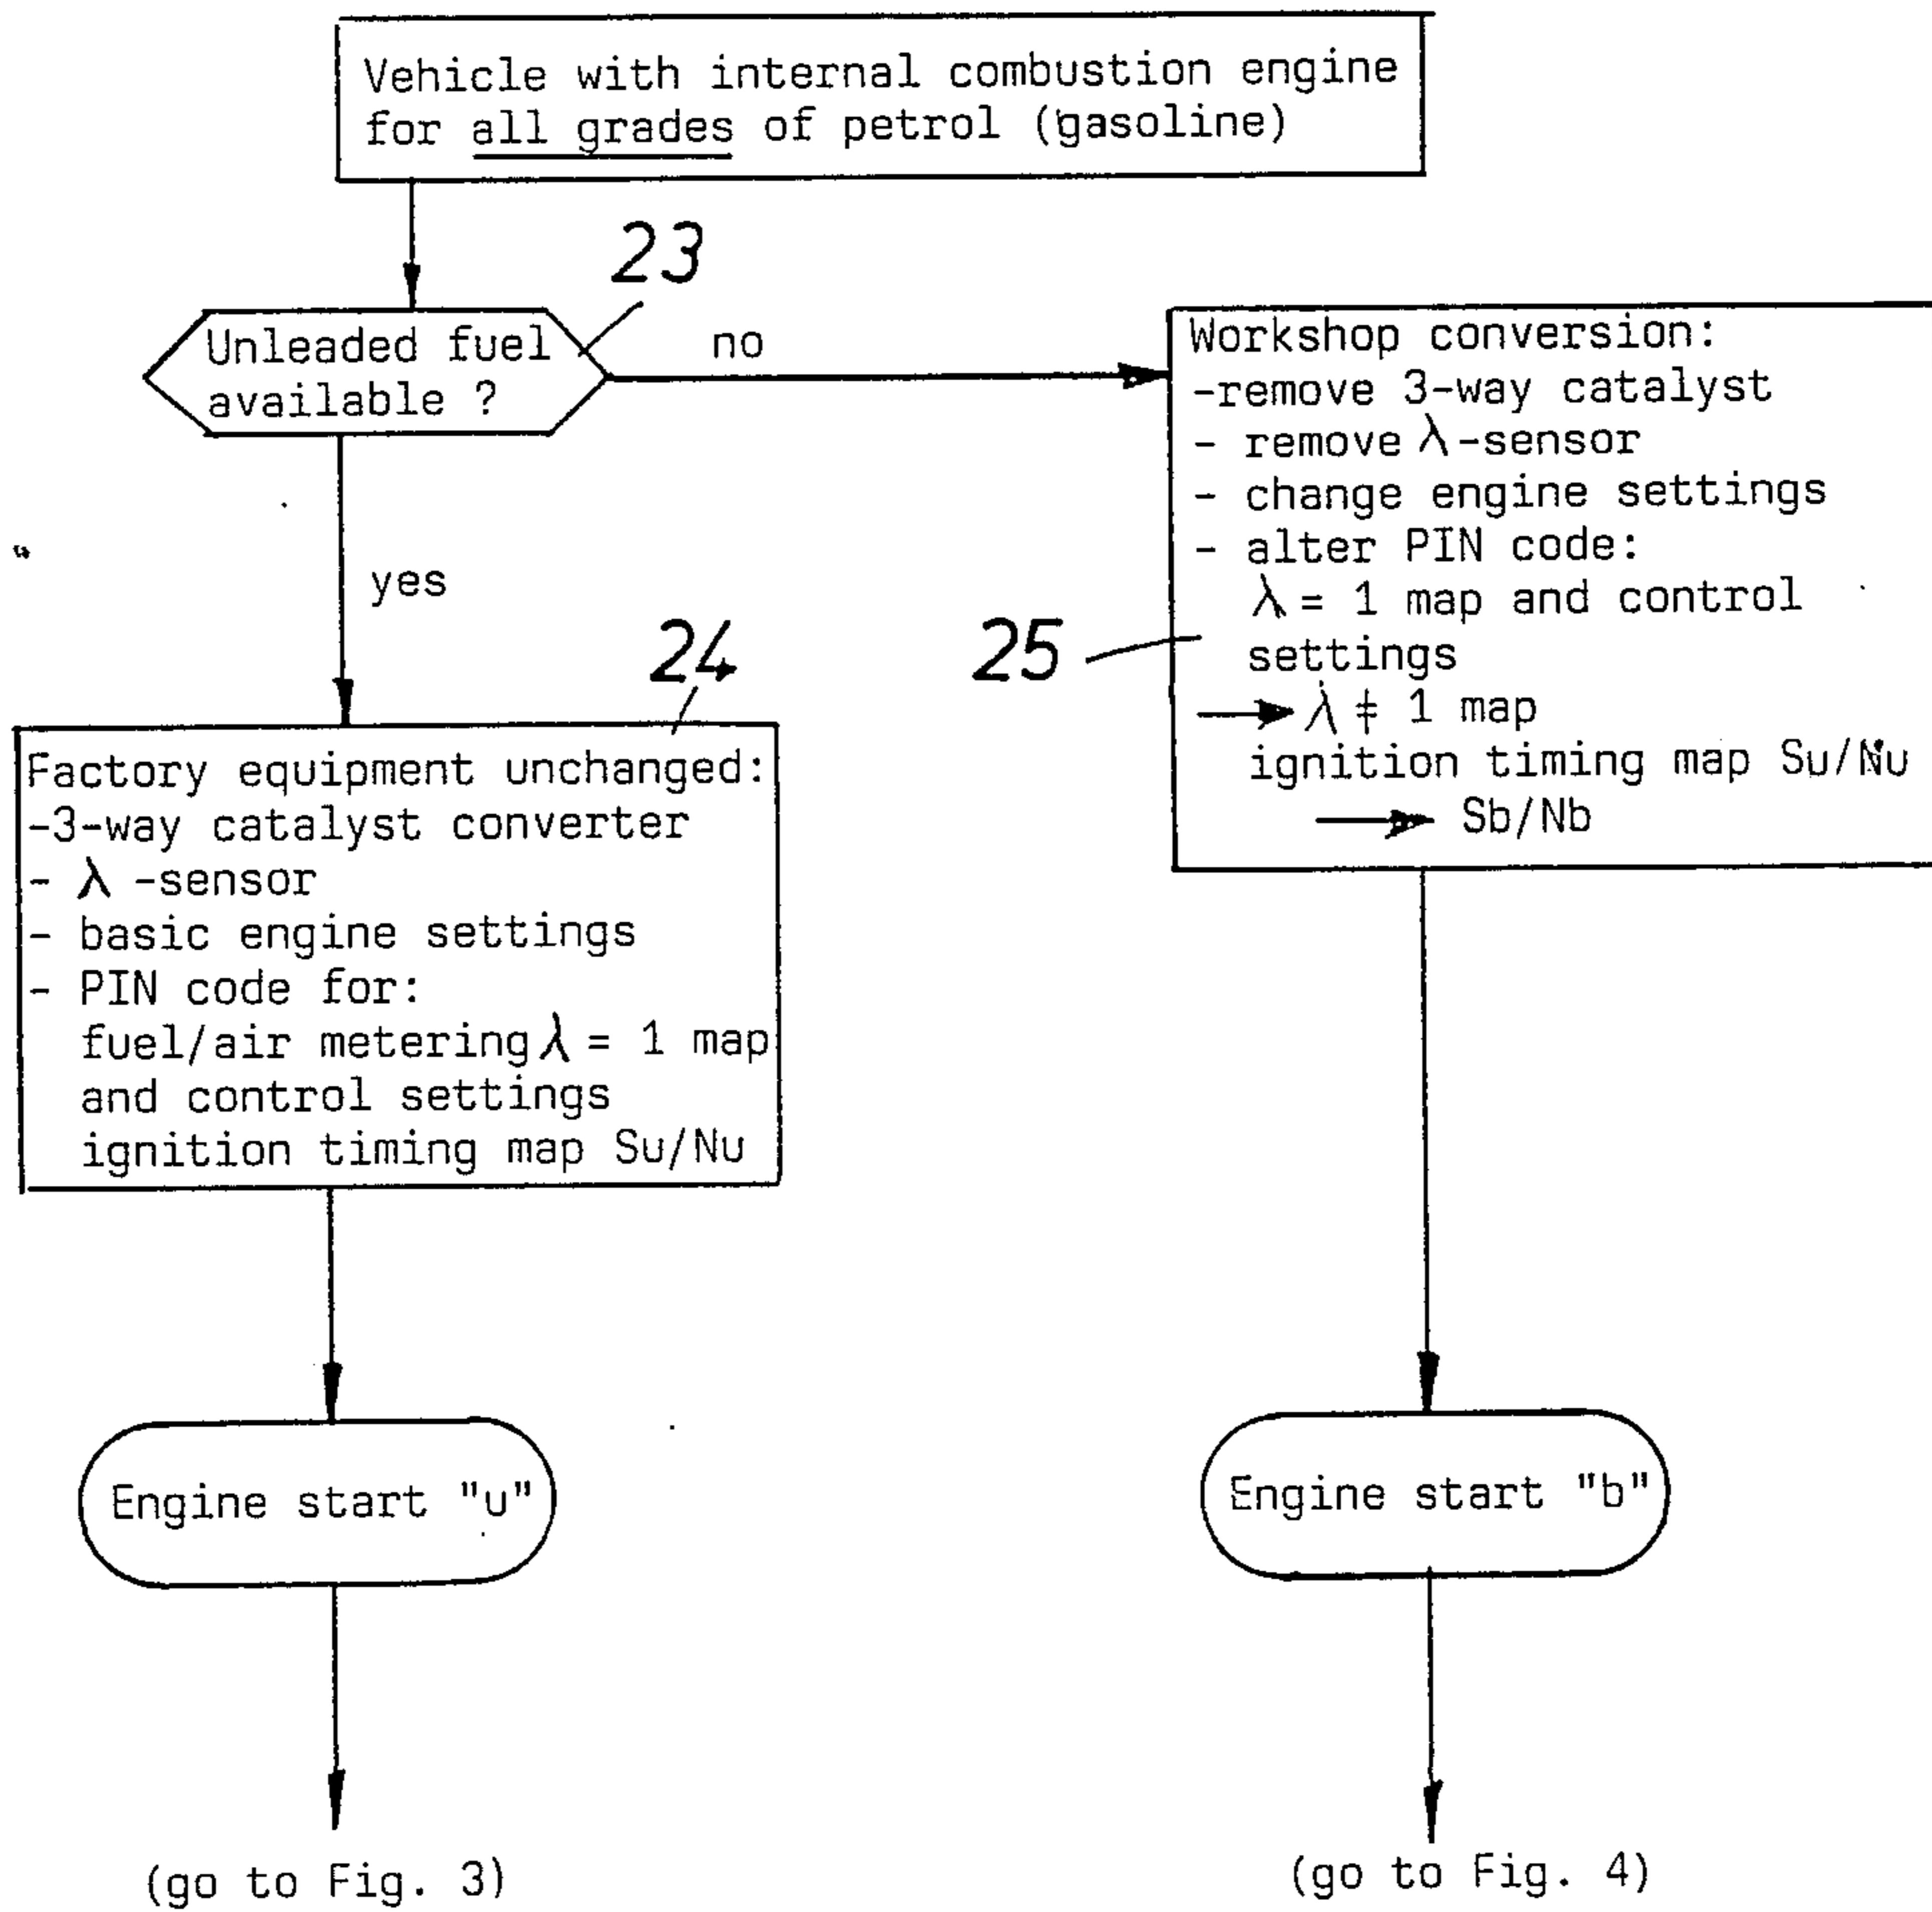 Vehicle with internal combustion engine
for all grades of petrol (gasoline)
23
Unleaded fuel
available ?
no
yes
Workshop conversion:
-remove 3-way catalyst
- remove λ-sensor
- change engine settings
- alter PIN code:
λ = 1 map and control
settings
→ λ ≠ 1 map
ignition timing map Su/Nu
→ Sb/Nb
25
24
Factory equipment unchanged:
-3-way catalyst converter
- λ -sensor
- basic engine settings
- PIN code for:
fuel/air metering λ = 1 map
and control settings
ignition timing map Su/Nu
Engine start "u"
Engine start "b"
(go to Fig. 3)
(go to Fig. 4)